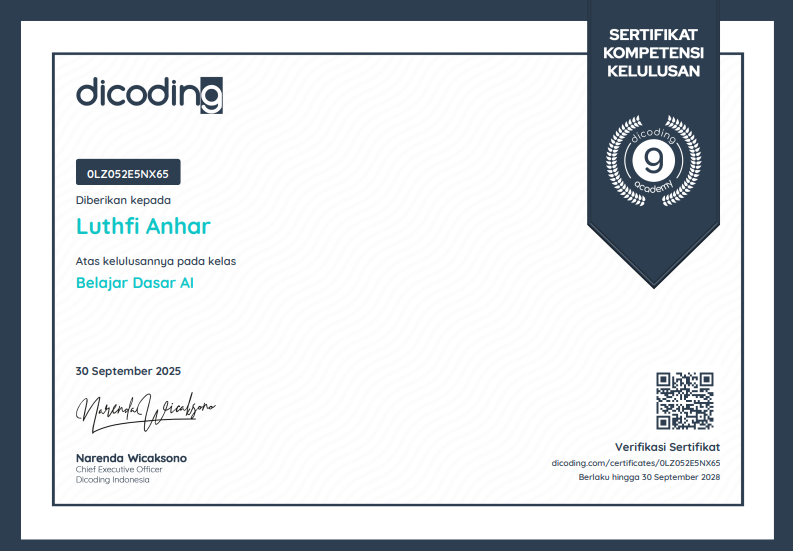 SERTIFIKAT
KOMPETENSI
KELULUSAN
dicoding
dicoding
9
academy
0LZ052E5NX65
Diberikan kepada
Luthfi Anhar
Atas kelulusannya pada kelas
Belajar Dasar AI
30 September 2025
Narenda Wicaksono
Narenda Wicaksono
Chief Executive Officer
Dicoding Indonesia
Verifikasi Sertifikat
dicoding.com/certificates/0LZ052E5NX65
Berlaku hingga 30 September 2028